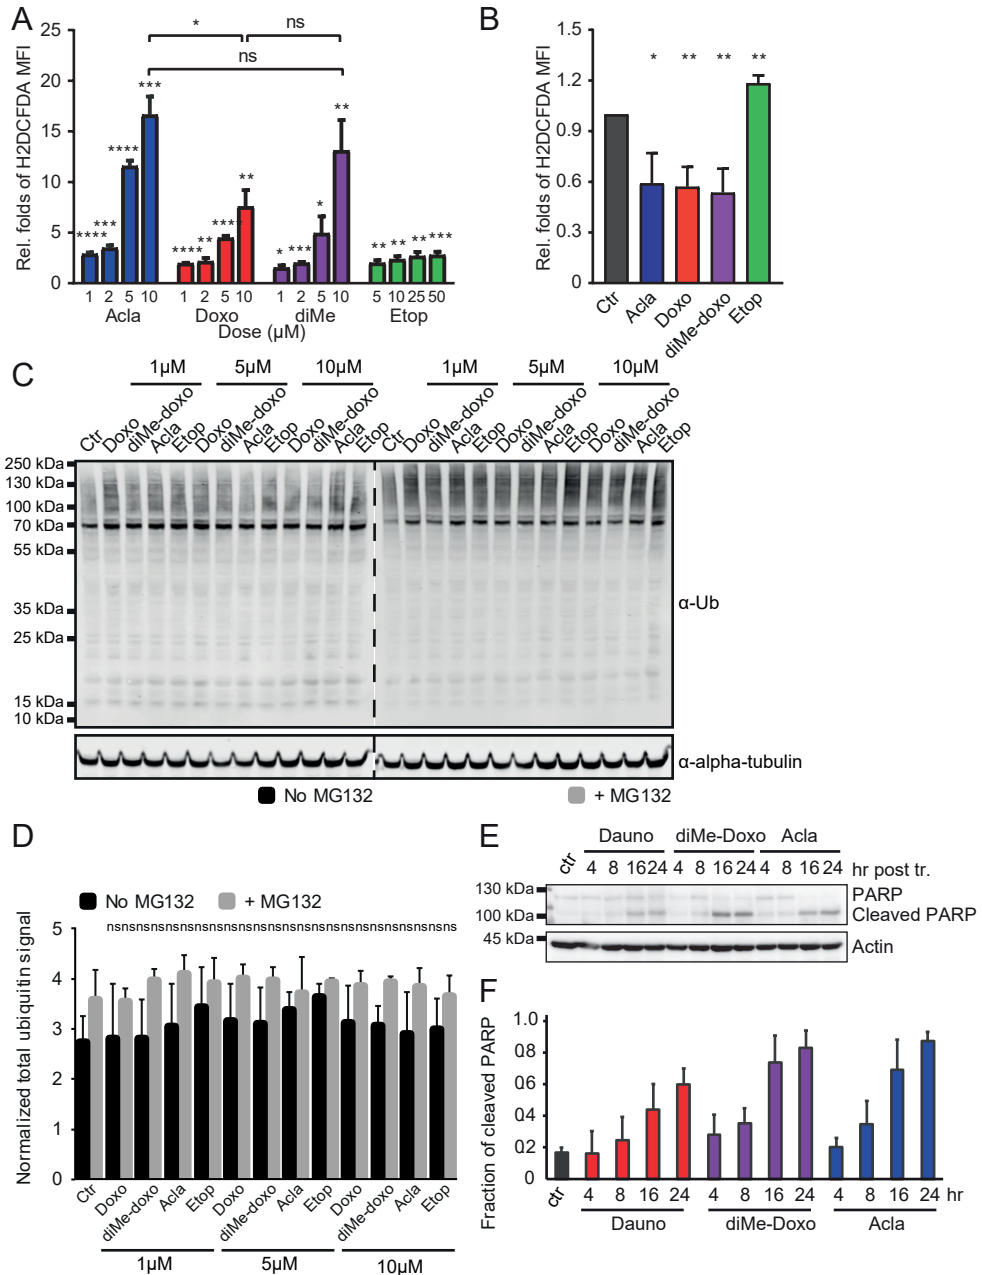 A
Rel. folds of H2DCFDA MFI
25
20
15
10
5
0
* ns
ns
**** *** **** ***
**** ** **** **
* *** * **
** ** ** ***
1 2 5 10 1 2 5 10 1 2 5 10 5 10 25 50
Acla Doxo diMe Etop
Dose (µM)
B
Rel. folds of H2DCFDA MFI
1.5
1.2
0.9
0.6
0.3
0
* ** ** **
Ctr Acla Doxo diMe-doxo Etop
C
1µM 5µM 10µM 1µM 5µM 10µM
Ctr Doxo diMe-doxo Acla Etop Doxo diMe-doxo Acla Etop Doxo diMe-doxo Acla Etop Ctr Doxo diMe-doxo Acla Etop Doxo diMe-doxo Acla Etop Doxo diMe-doxo Acla Etop
250 kDa
130 kDa
100 kDa
70 kDa
55 kDa
35 kDa
25 kDa
15 kDa
10 kDa
α-Ub
α-alpha-tubulin
No MG132 + MG132
D
No MG132 + MG132
Normalized total ubiquitin signal
nsnsnsnsnsnsnsnsnsnsnsnsnsnsnsnsnsnsnsnsnsnsnsns
5
4
3
2
1
0
Ctr Doxo diMe-doxo Acla Etop Doxo diMe-doxo Acla Etop Doxo diMe-doxo Acla Etop
1µM 5µM 10µM
E
Dauno diMe-Doxo Acla
ctr 4 8 16 24 4 8 16 24 4 8 16 24 hr post tr.
130 kDa PARP
100 kDa Cleaved PARP
45 kDa Actin
F
Fraction of cleaved PARP
1.0
0.8
0.6
0.4
0.2
0
ctr 4 8 16 24 4 8 16 24 4 8 16 24 hr
Dauno diMe-Doxo Acla